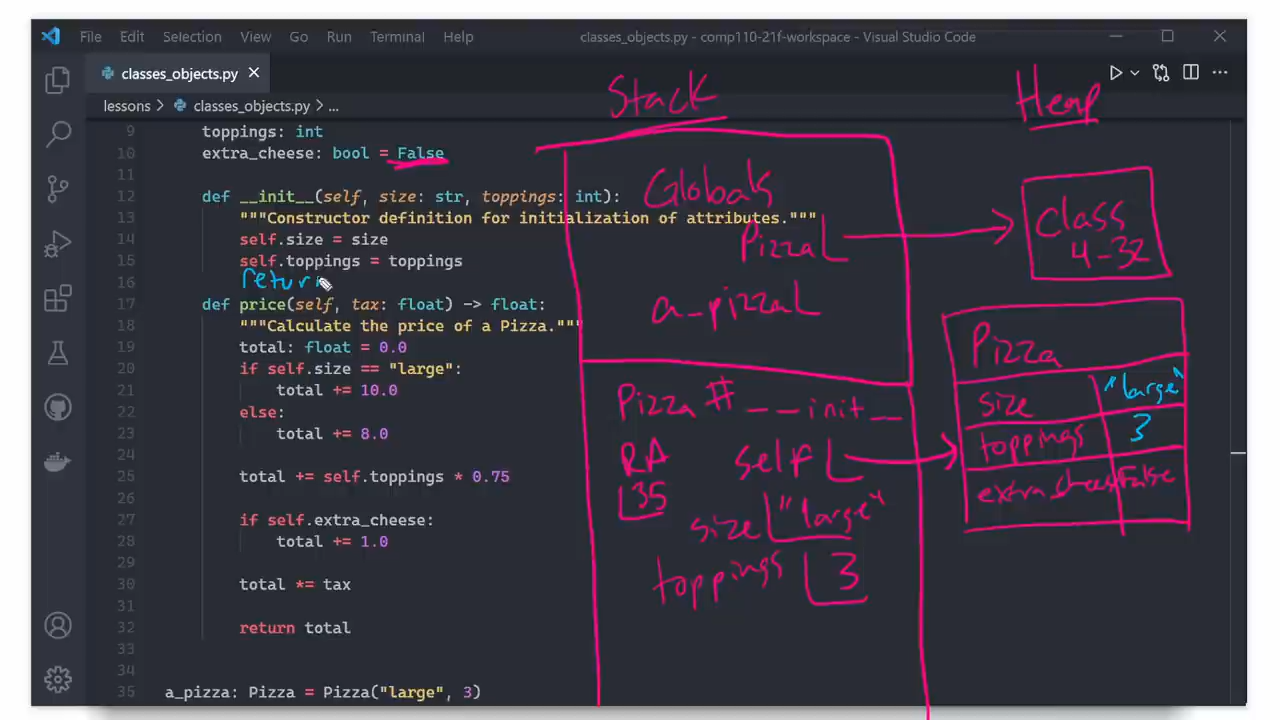 File Edit Selection View Go Run Terminal Help classes_objects.py - comp110-21f-workspace - Visual Studio Code
classes_objects.py
lessons > classes_objects.py > ...
9 toppings: int
10 extra_cheese: bool = False
11
12 def __init__(self, size: str, toppings: int):
13 """Constructor definition for initialization of attributes."""
14 self.size = size
15 self.toppings = toppings
16 return
17 def price(self, tax: float) -> float:
18 """Calculate the price of a Pizza."""
19 total: float = 0.0
20 if self.size == "large":
21 total += 10.0
22 else:
23 total += 8.0
24
25 total += self.toppings * 0.75
26
27 if self.extra_cheese:
28 total += 1.0
29
30 total *= tax
31
32 return total
33
34
35 a_pizza: Pizza = Pizza("large", 3)
Stack
Globals
Pizza
a_pizza
Pizza # __init__
RA
35
self
size "large"
toppings 3
Heap
Class
4-32
Pizza
size "large"
toppings 3
extra cheese False